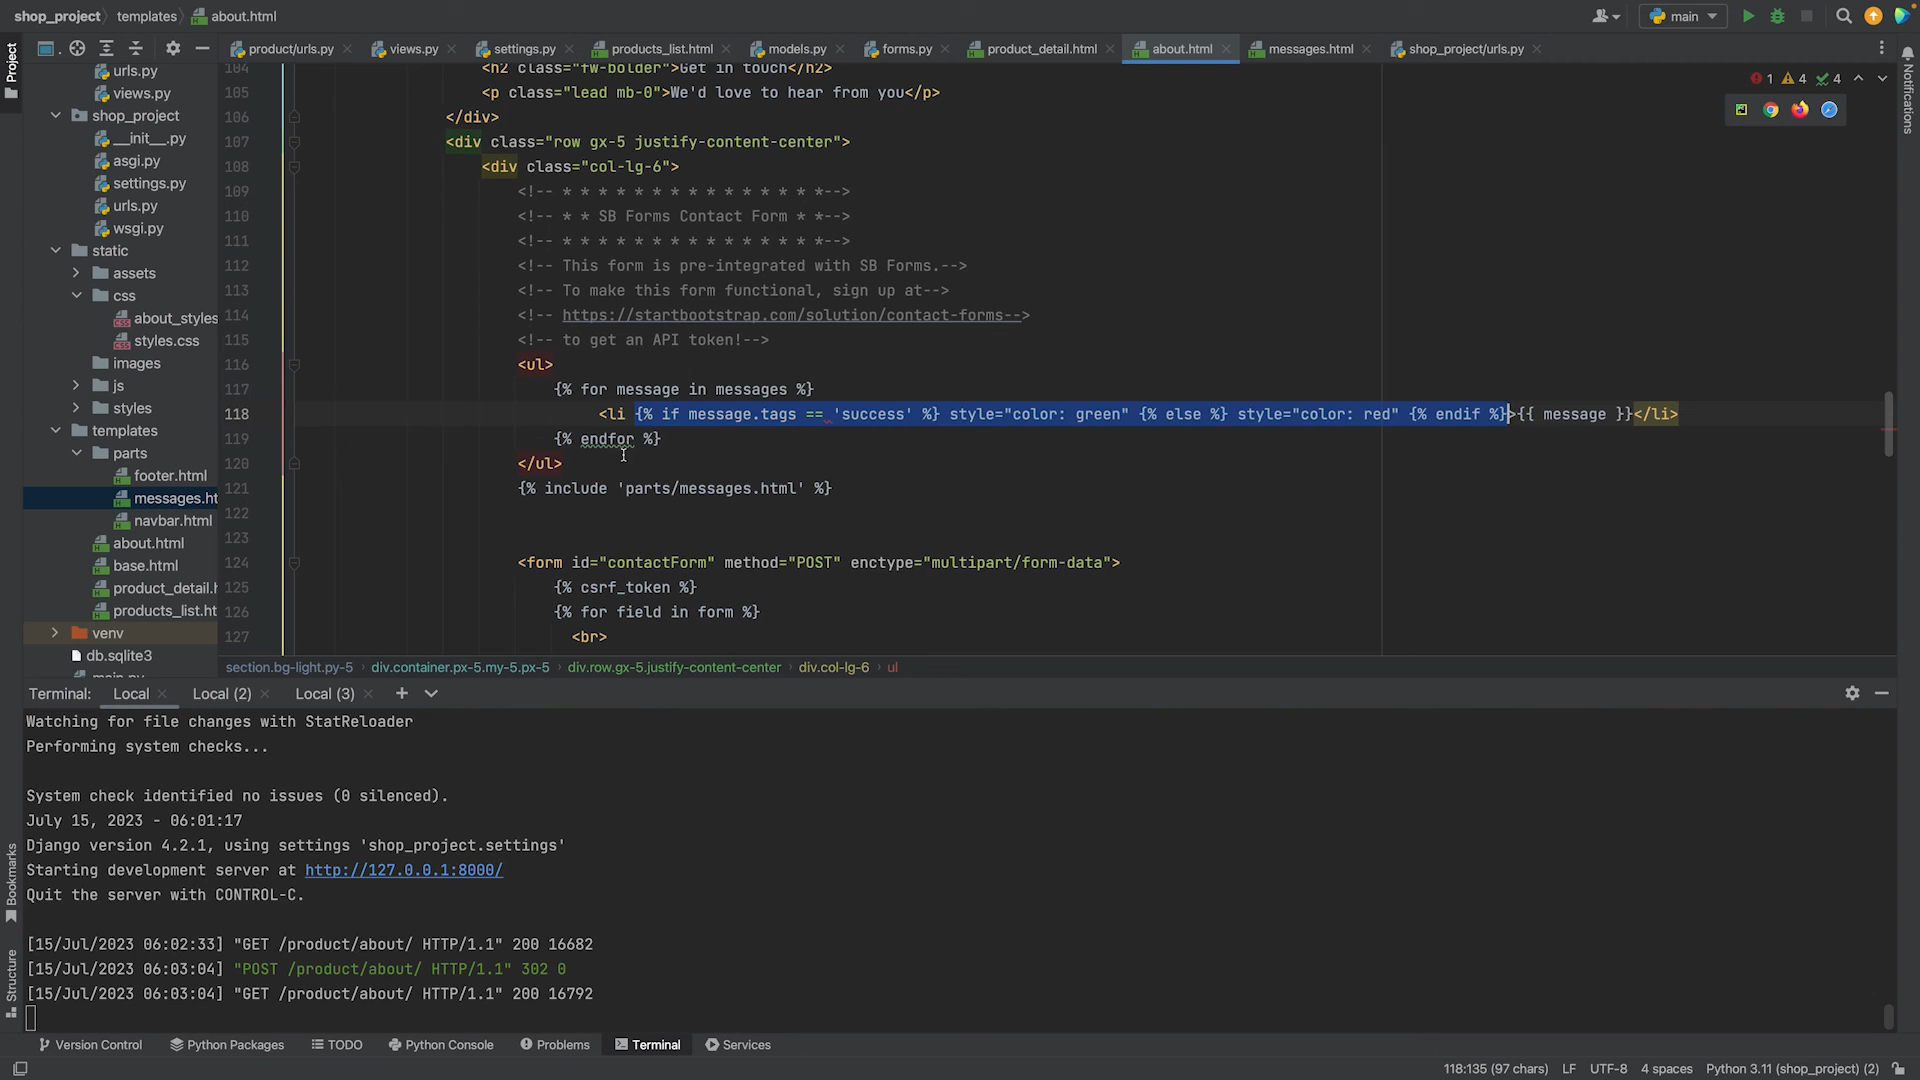 shop_project
templates
about.html
main
Project
product/urls.py
views.py
settings.py
products_list.html
models.py
forms.py
product_detail.html
about.html
messages.html
shop_project/urls.py
Notifications
urls.py
views.py
shop_project
__init__.py
asgi.py
settings.py
urls.py
wsgi.py
static
assets
css
about_styles
styles.css
images
js
styles
templates
parts
footer.html
messages.ht
navbar.html
about.html
base.html
product_detail.h
products_list.ht
venv
db.sqlite3
1 4 4
104 <h2 class="fw-bolder">Get in touch</h2>
105 <p class="lead mb-0">We'd love to hear from you</p>
106 </div>
107 <div class="row gx-5 justify-content-center">
108 <div class="col-lg-6">
109 <!-- * * * * * * * * * * * * * * *-->
110 <!-- * * SB Forms Contact Form * *-->
111 <!-- * * * * * * * * * * * * * * *-->
112 <!-- This form is pre-integrated with SB Forms.-->
113 <!-- To make this form functional, sign up at-->
114 <!-- https://startbootstrap.com/solution/contact-forms-->
115 <!-- to get an API token!-->
116 <ul>
117 {% for message in messages %}
118 <li {% if message.tags == 'success' %} style="color: green" {% else %} style="color: red" {% endif %}>{{ message }}</li>
119 {% endfor %}
120 </ul>
121 {% include 'parts/messages.html' %}
122
123
124 <form id="contactForm" method="POST" enctype="multipart/form-data">
125 {% csrf_token %}
126 {% for field in form %}
127 <br>
section.bg-light.py-5 div.container.px-5.my-5.px-5 div.row.gx-5.justify-content-center div.col-lg-6 ul
Terminal: Local Local (2) Local (3)
Watching for file changes with StatReloader
Performing system checks...
System check identified no issues (0 silenced).
July 15, 2023 - 06:01:17
Django version 4.2.1, using settings 'shop_project.settings'
Starting development server at http://127.0.0.1:8000/
Quit the server with CONTROL-C.
[15/Jul/2023 06:02:33] "GET /product/about/ HTTP/1.1" 200 16682
[15/Jul/2023 06:03:04] "POST /product/about/ HTTP/1.1" 302 0
[15/Jul/2023 06:03:04] "GET /product/about/ HTTP/1.1" 200 16792
Bookmarks
Structure
Version Control Python Packages TODO Python Console Problems Terminal Services
118:135 (97 chars) LF UTF-8 4 spaces Python 3.11 (shop_project) (2)